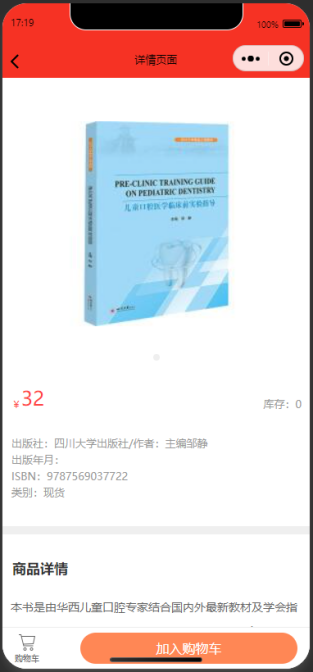 17:19
100%
详情页面
PRE-CLINIC TRAINING GUIDE
ON PEDIATRIC DENTISTRY
儿童口腔医学临床前实验指导
¥32
库存：0
出版社：四川大学出版社/作者：主编邹静
出版年月：
ISBN：9787569037722
类别：现货
商品详情
本书是由华西儿童口腔专家结合国内外最新教材及学会指
购物车
加入购物车